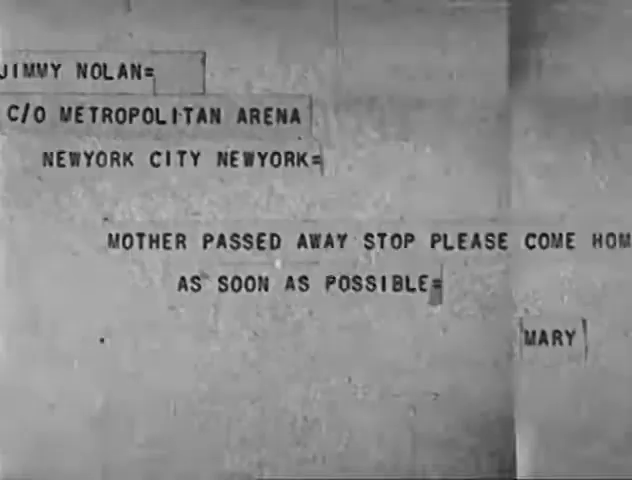 JIMMY NOLAN=
C/O METROPOLITAN ARENA
NEWYORK CITY NEWYORK=
MOTHER PASSED AWAY STOP PLEASE COME HOM
AS SOON AS POSSIBLE=
MARY